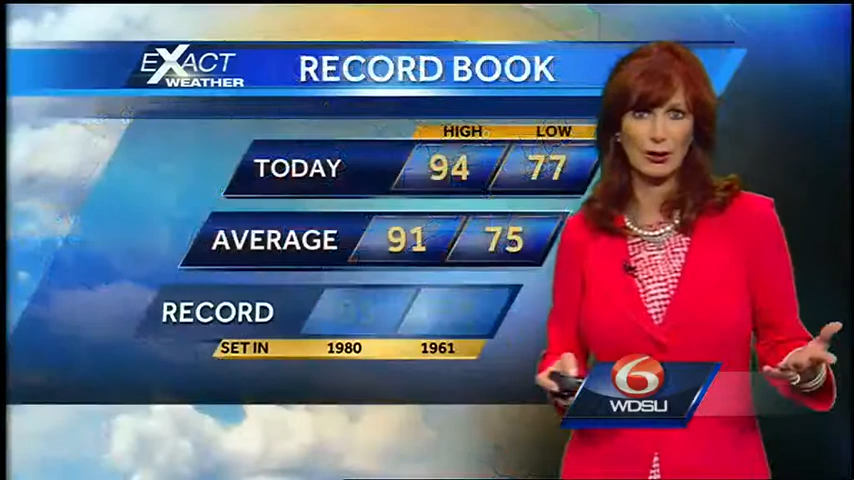 EXACT
WEATHER
RECORD BOOK
HIGH LOW
TODAY 94 77
AVERAGE 91 75
RECORD
SET IN 1980 1961
6
WDSU